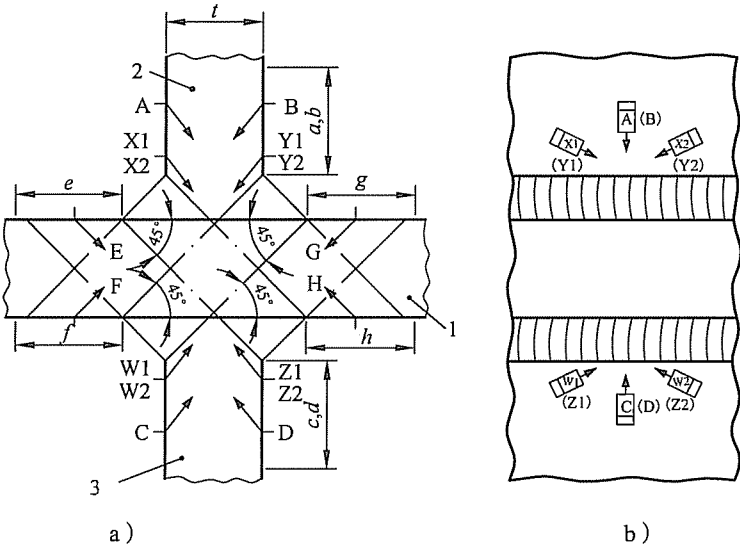 t
2
A
B
a,b
X1
Y1
X2
Y2
e
g
45°
45°
E
G
F
H
45°
45°
1
f
h
W1
Z1
W2
Z2
c,d
C
D
3
a)
A (B)
X1
X2
(Y1)
(Y2)
W1
W2
C (D)
(Z1)
(Z2)
b)